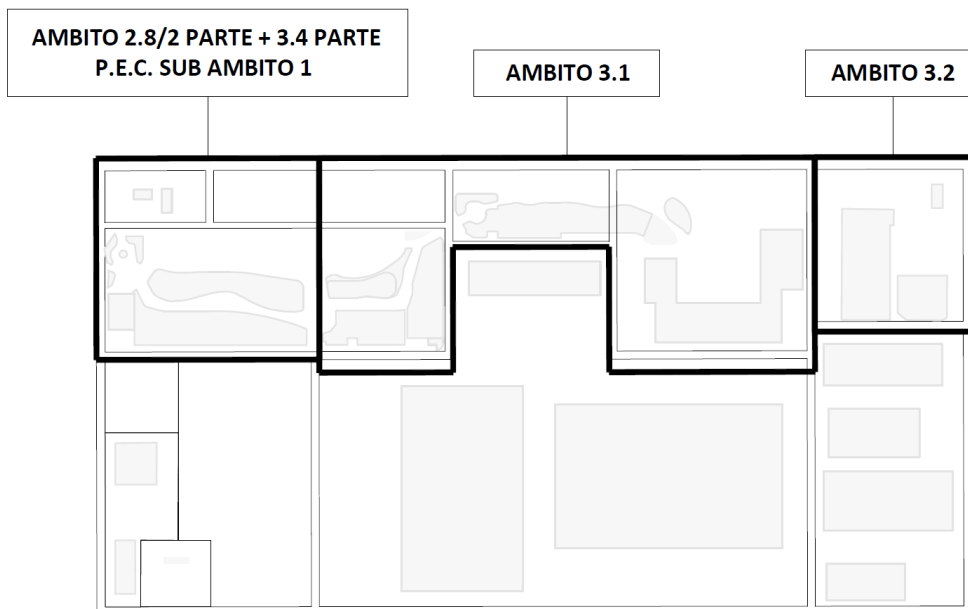 AMBITO 2.8/2 PARTE + 3.4 PARTE
P.E.C. SUB AMBITO 1
AMBITO 3.1
AMBITO 3.2